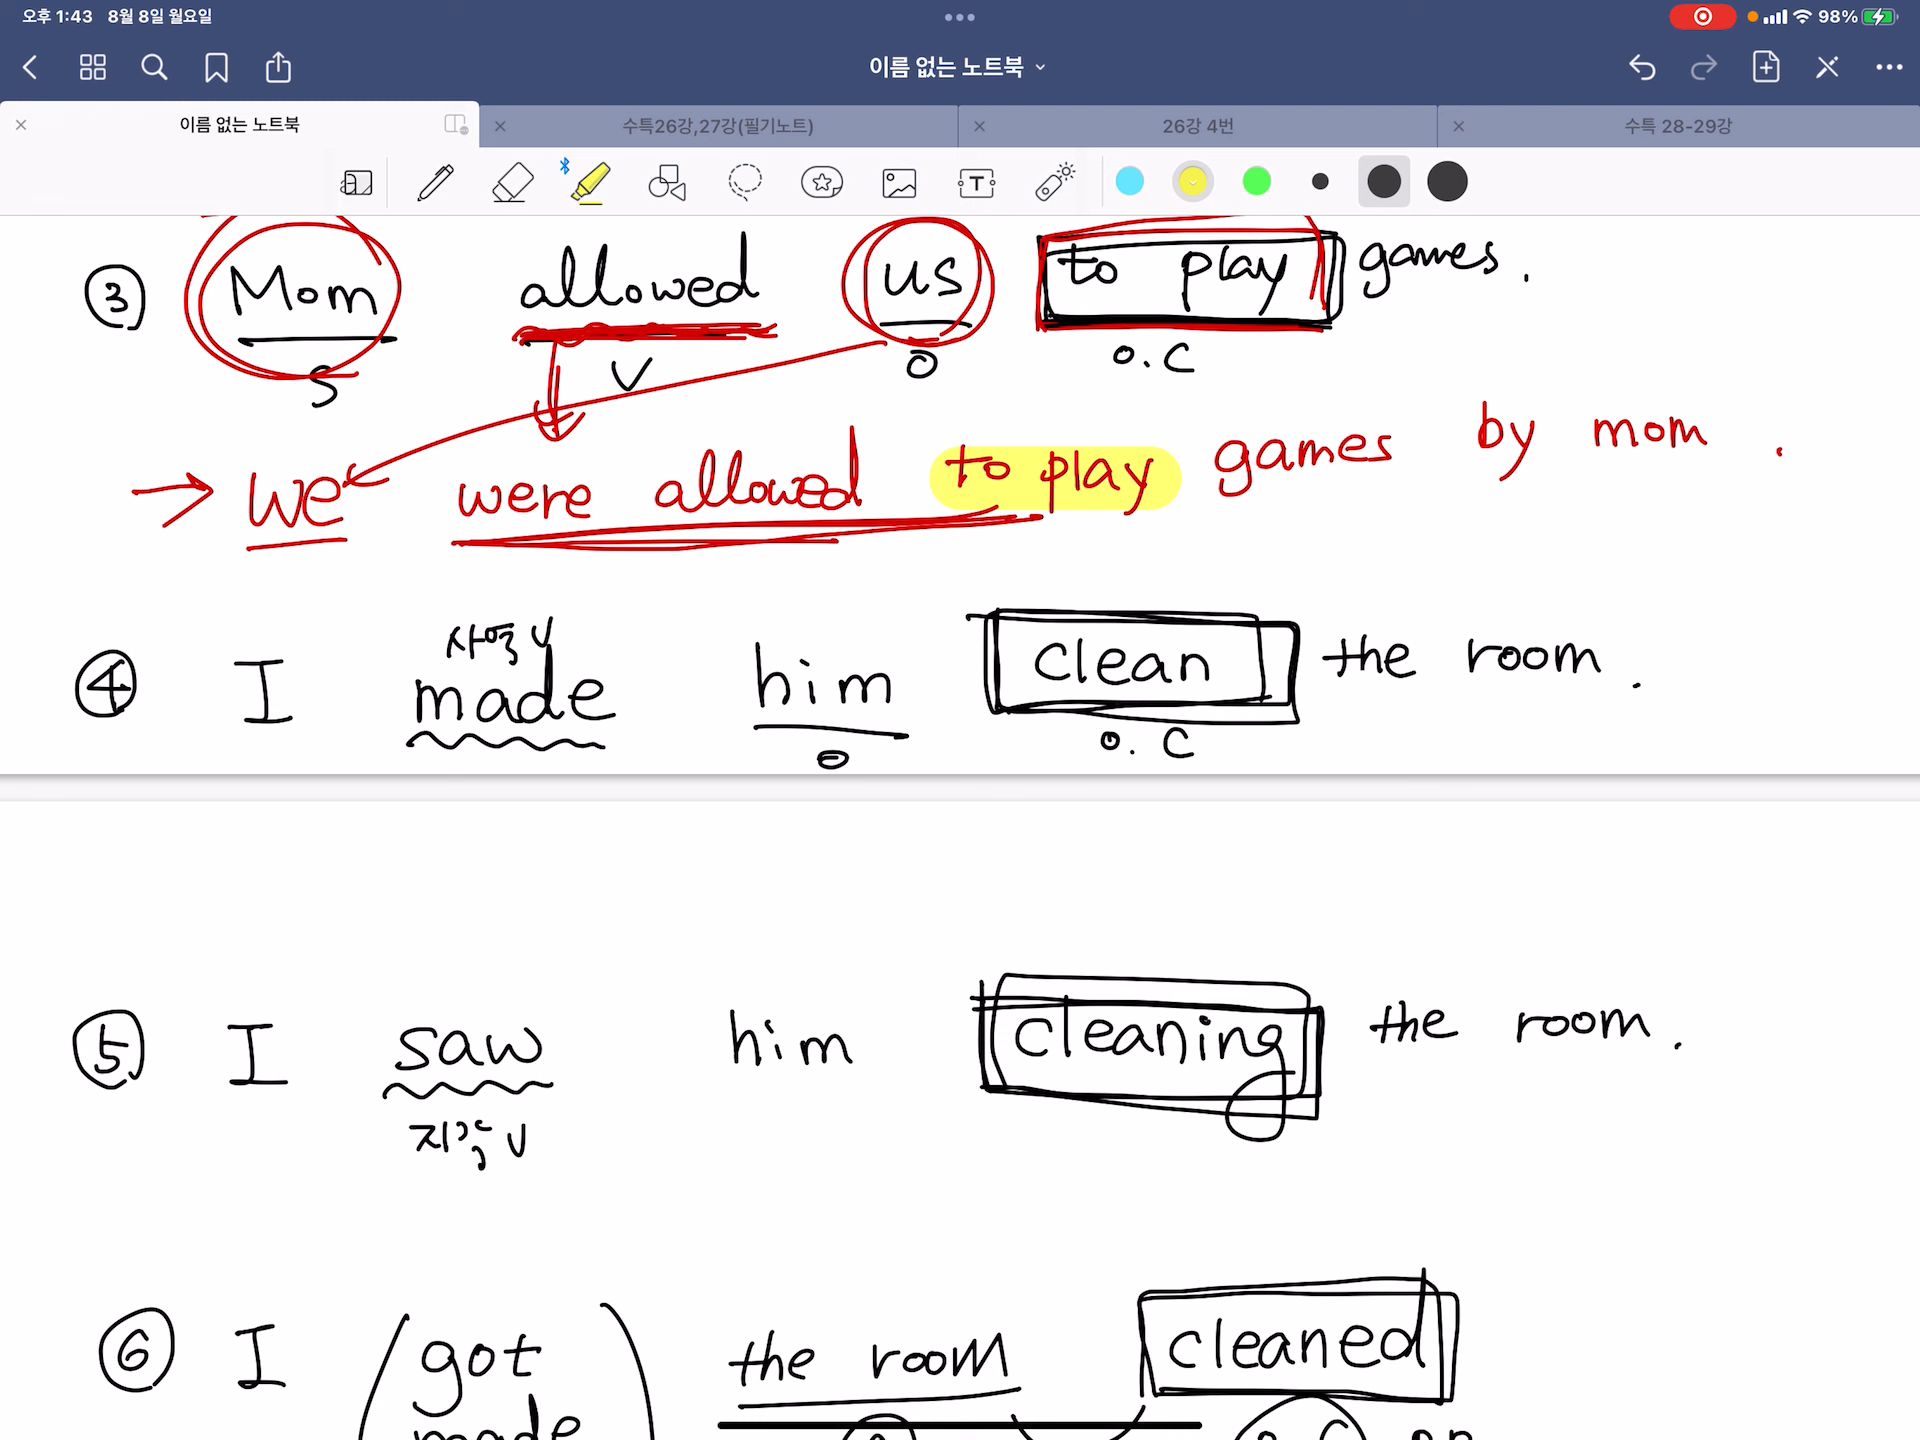 오후 1:43 8월 8일 월요일 98%
이름 없는 노트북
이름 없는 노트북 수특26강,27강(필기노트) 26강 4번 수특 28-29강
③ Mom allowed us to play games.
S V O O.C
→ We were allowed to play games by mom.
사역V
④ I made him clean the room.
O O.C
⑤ I saw him cleaning the room.
지각V
⑥ I ( got the room cleaned
made